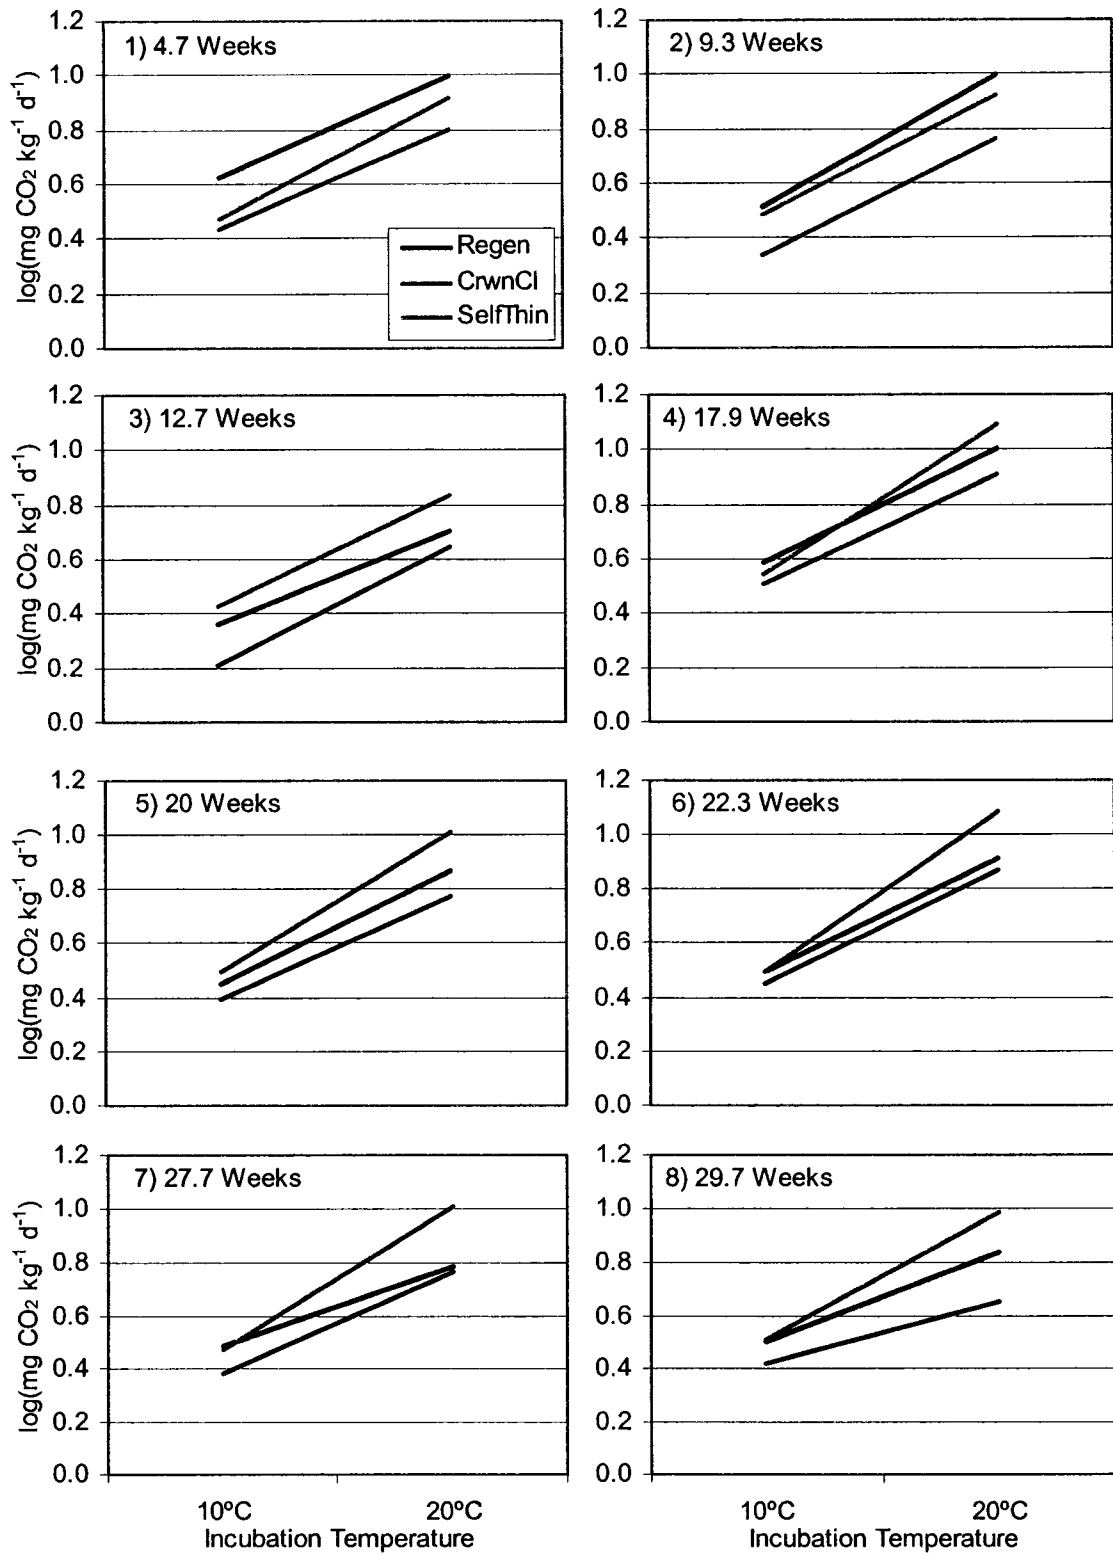 1) 4.7 Weeks
1.2
1.0
0.8
0.6
0.4
0.2
0.0
log(mg CO₂ kg⁻¹ d⁻¹)
Regen
CrwnCl
SelfThin
2) 9.3 Weeks
1.2
1.0
0.8
0.6
0.4
0.2
0.0
3) 12.7 Weeks
1.2
1.0
0.8
0.6
0.4
0.2
0.0
log(mg CO₂ kg⁻¹ d⁻¹)
4) 17.9 Weeks
1.2
1.0
0.8
0.6
0.4
0.2
0.0
5) 20 Weeks
1.2
1.0
0.8
0.6
0.4
0.2
0.0
log(mg CO₂ kg⁻¹ d⁻¹)
6) 22.3 Weeks
1.2
1.0
0.8
0.6
0.4
0.2
0.0
7) 27.7 Weeks
1.2
1.0
0.8
0.6
0.4
0.2
0.0
log(mg CO₂ kg⁻¹ d⁻¹)
10ºC 20ºC
Incubation Temperature
8) 29.7 Weeks
1.2
1.0
0.8
0.6
0.4
0.2
0.0
10ºC 20ºC
Incubation Temperature